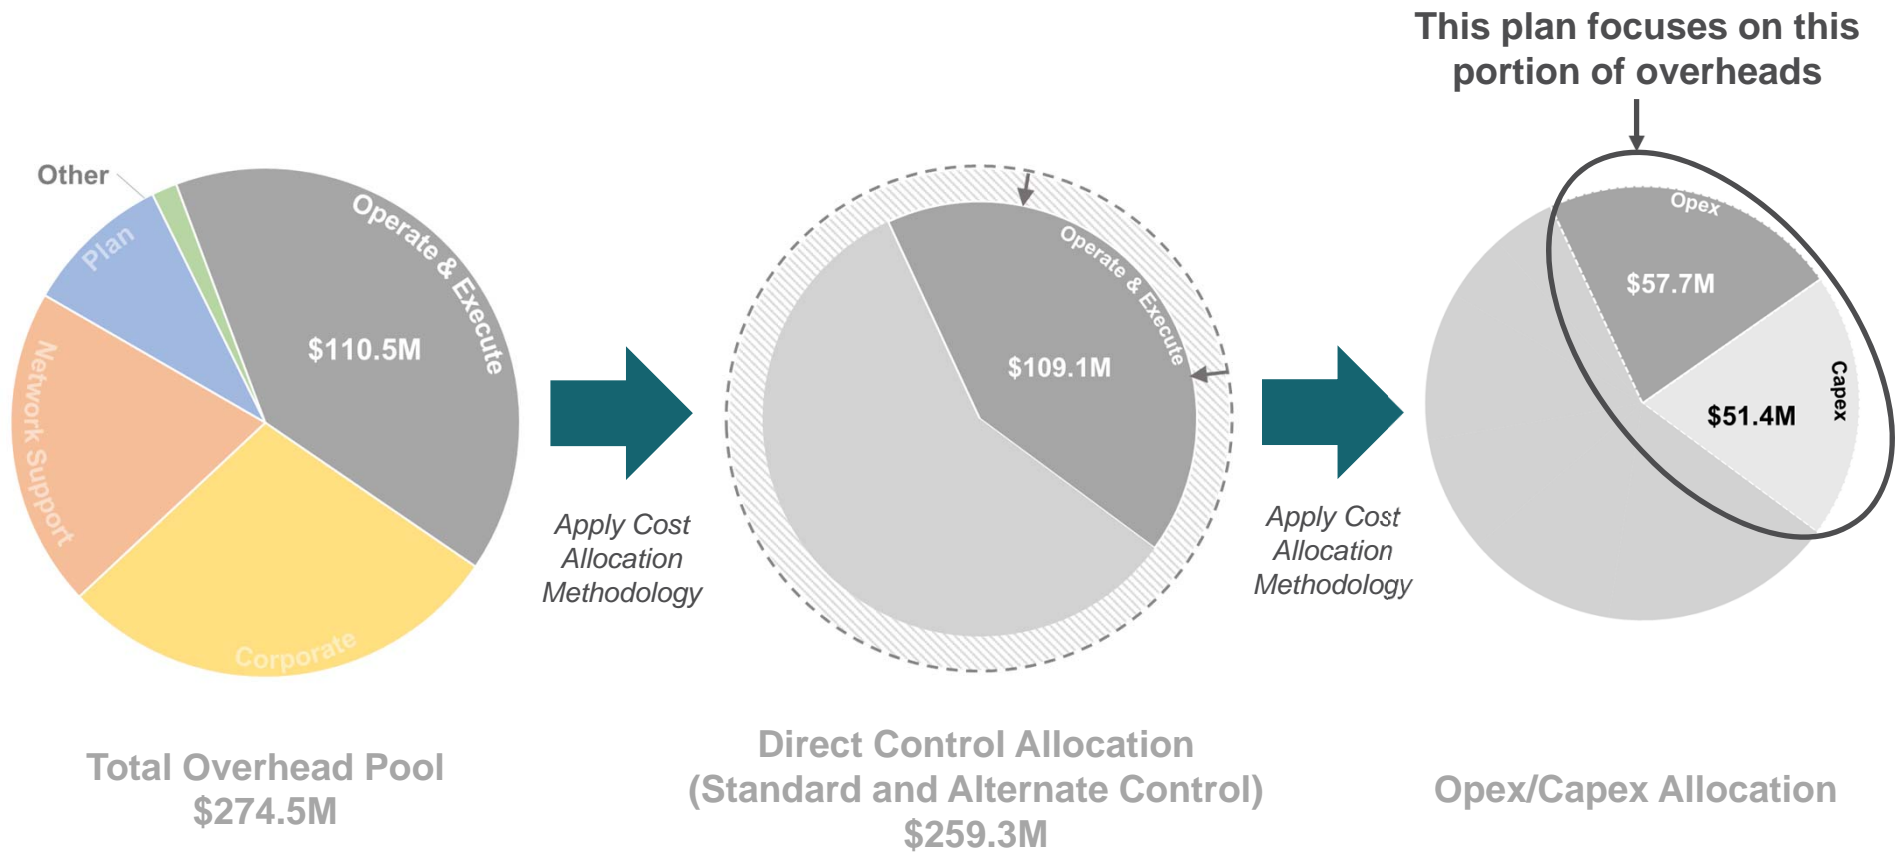 This plan focuses on this
portion of overheads
Other
Plan
Network Support
Corporate
Operate & Execute
$110.5M
Apply Cost
Allocation
Methodology
Operate & Execute
$109.1M
Apply Cost
Allocation
Methodology
Opex
$57.7M
Capex
$51.4M
Total Overhead Pool
$274.5M
Direct Control Allocation
(Standard and Alternate Control)
$259.3M
Opex/Capex Allocation